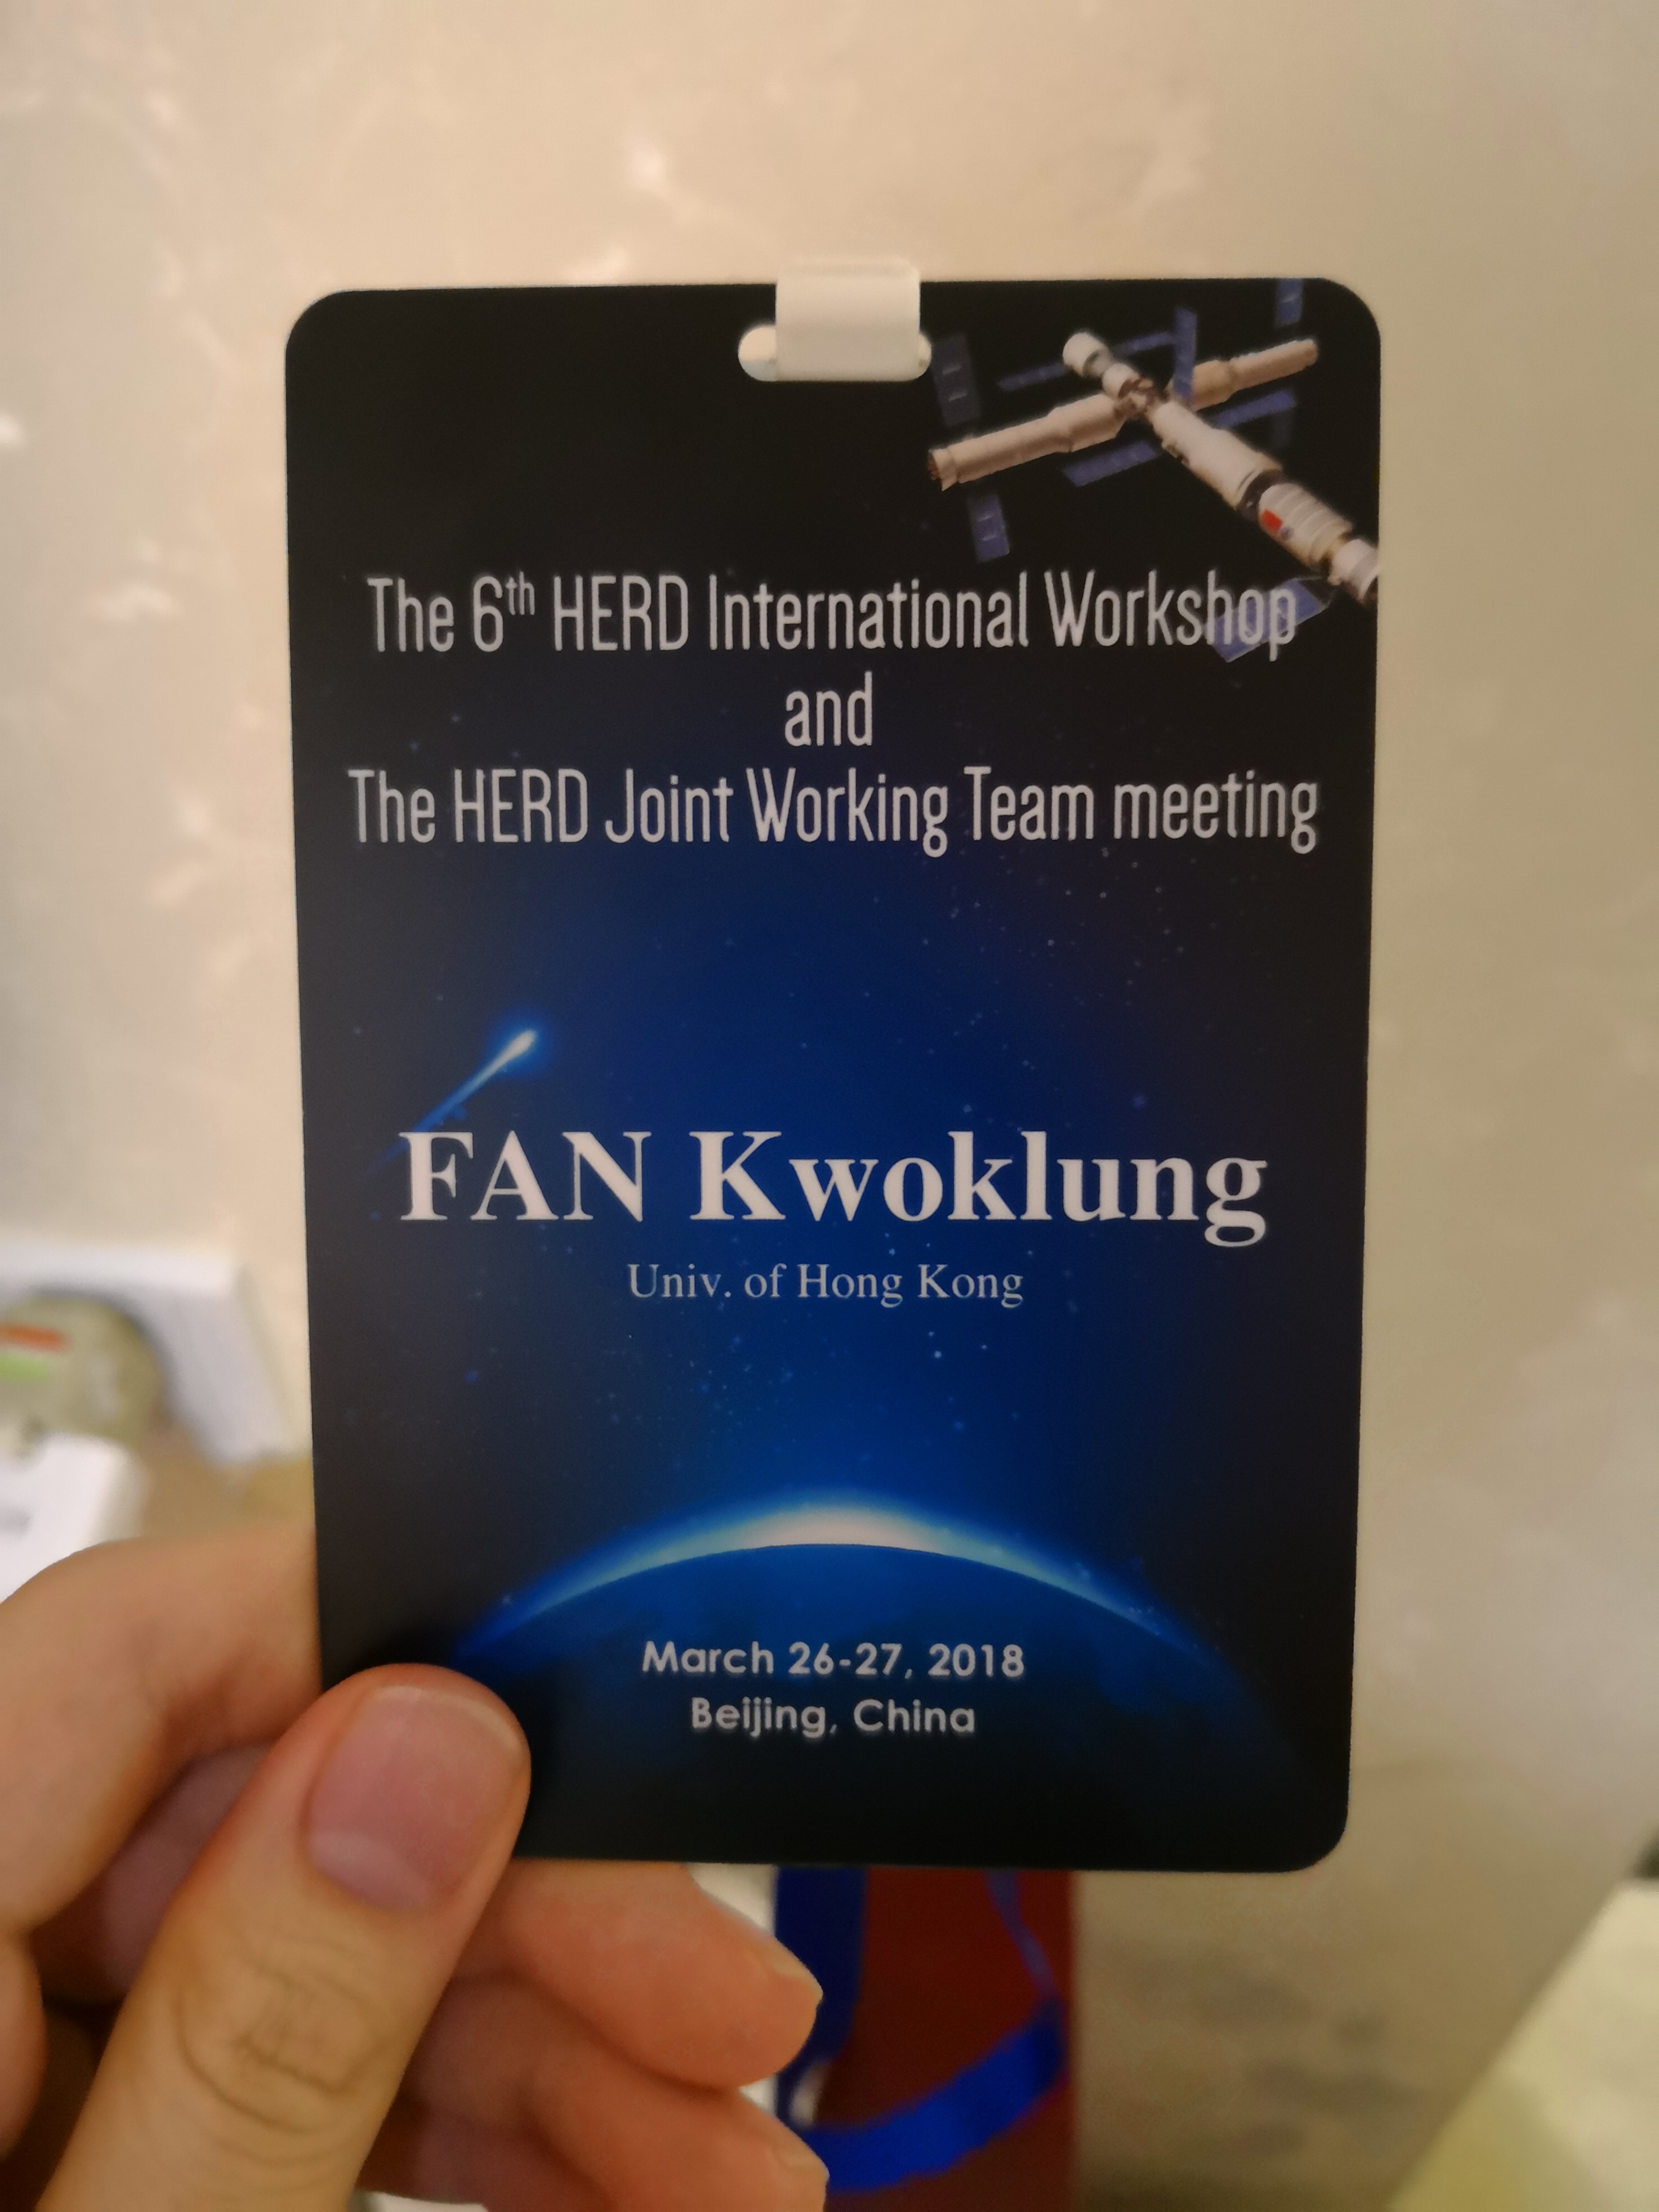 The 6th HERD International Workshop
and
The HERD Joint Working Team meeting
FAN Kwoklung
Univ. of Hong Kong
March 26-27, 2018
Beijing, China